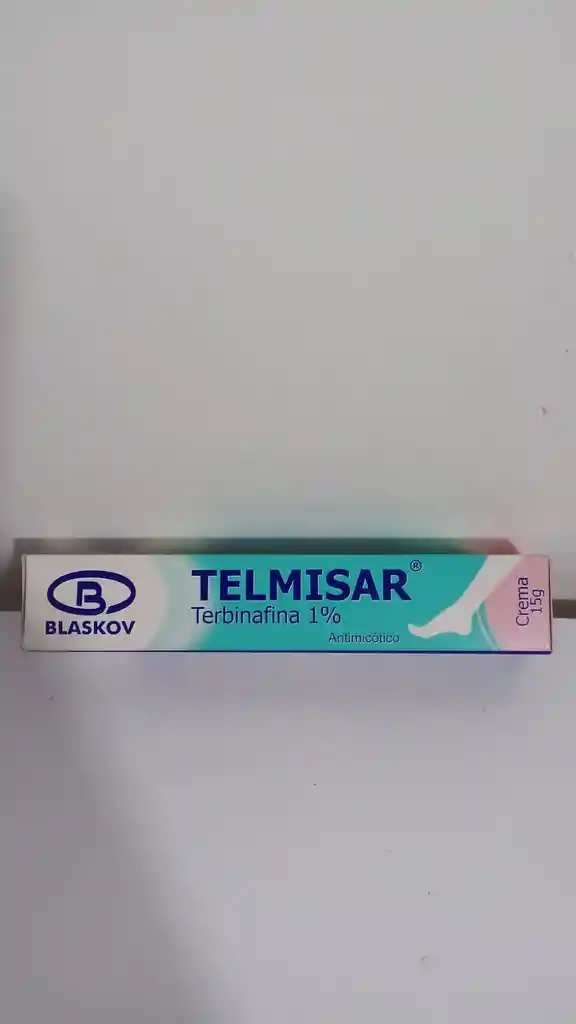 B
BLASKOV
TELMISAR®
Terbinafina 1%
Antimicótico
Crema
15g